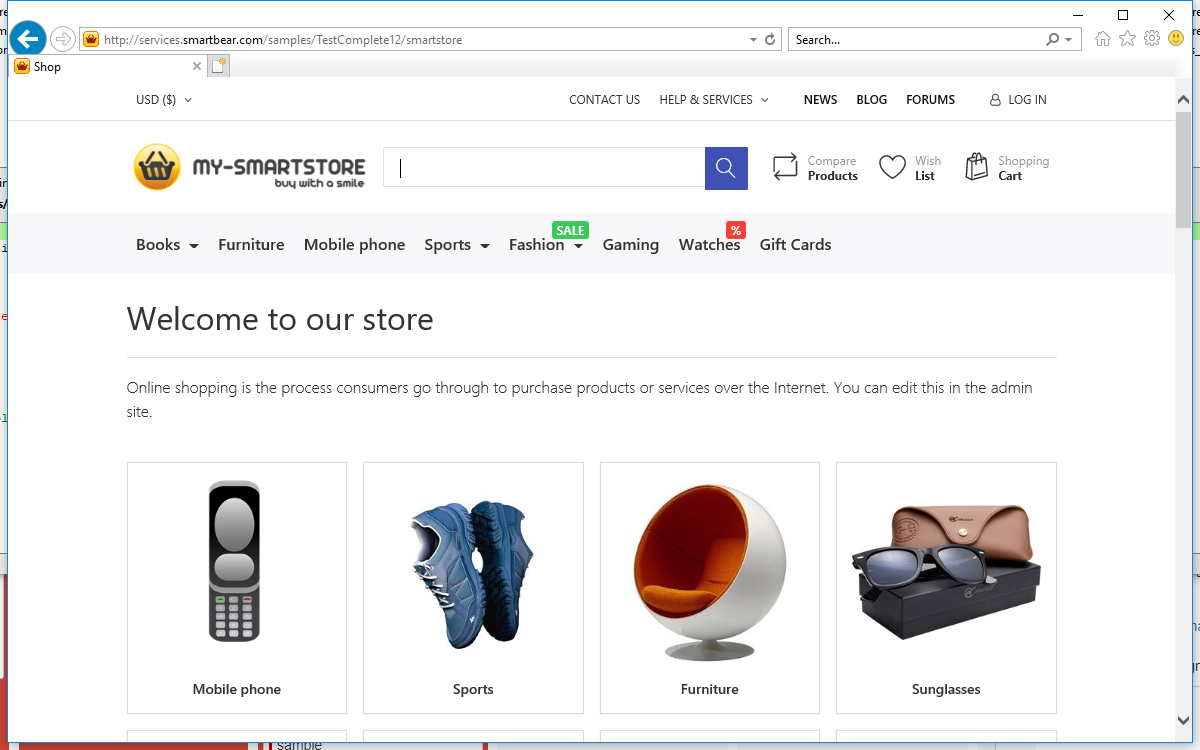 http://services.smartbear.com/samples/TestComplete12/smartstore
Search...
Shop
USD ($)
CONTACT US
HELP & SERVICES
NEWS
BLOG
FORUMS
LOG IN
MY-SMARTSTORE
buy with a smile
Compare
Products
Wish
List
Shopping
Cart
SALE
%
Books
Furniture
Mobile phone
Sports
Fashion
Gaming
Watches
Gift Cards
Welcome to our store
Online shopping is the process consumers go through to purchase products or services over the Internet. You can edit this in the admin
site.
Mobile phone
Sports
Furniture
Sunglasses
sample